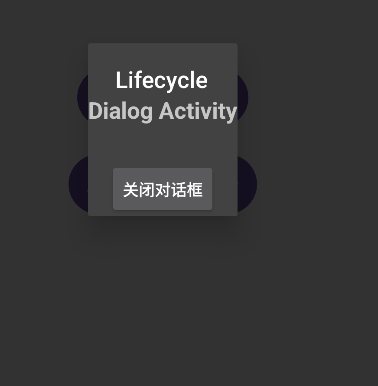 Lifecycle
Dialog Activity
关闭对话框